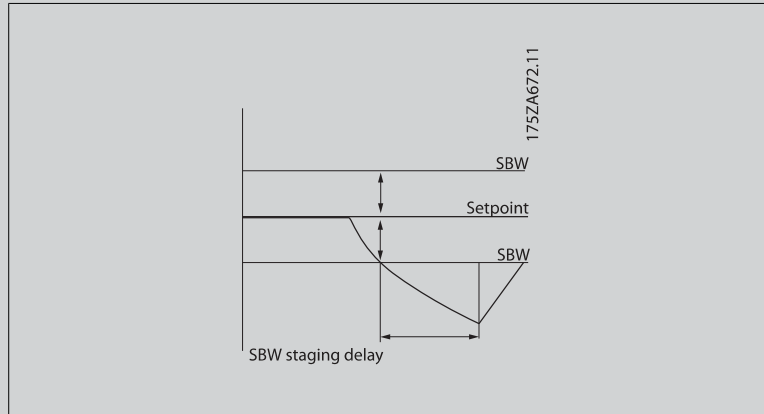 175ZA672.11
SBW
Setpoint
SBW
SBW staging delay